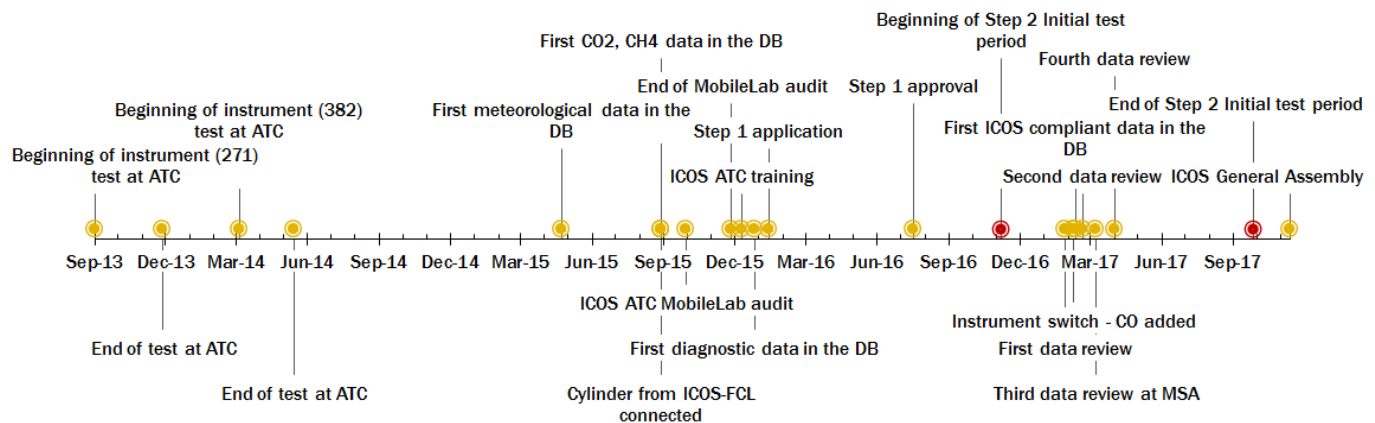 Beginning of Step 2 Initial test
period
First CO2, CH4 data in the DB
Fourth data review
End of MobileLab audit
Step 1 approval
End of Step 2 Initial test period
Beginning of instrument (382)
test at ATC
First meteorological data in the
DB
Step 1 application
First ICOS compliant data in the
DB
Beginning of instrument (271)
test at ATC
ICOS ATC training
Second data review
ICOS General Assembly
Sep-13 Dec-13 Mar-14 Jun-14 Sep-14 Dec-14 Mar-15 Jun-15 Sep-15 Dec-15 Mar-16 Jun-16 Sep-16 Dec-16 Mar-17 Jun-17 Sep-17
ICOS ATC MobileLab audit
Instrument switch - CO added
End of test at ATC
First diagnostic data in the DB
First data review
End of test at ATC
Cylinder from ICOS-FCL
connected
Third data review at MSA